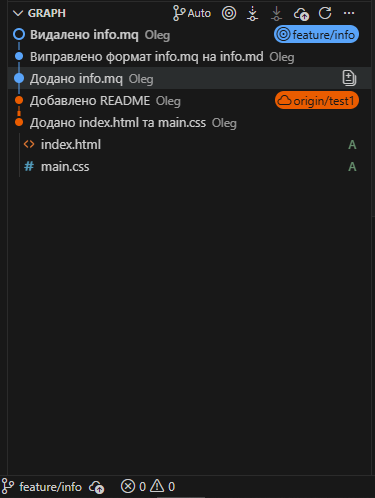 GRAPH Auto
Видалено info.mq Oleg feature/info
Виправлено формат info.mq на info.md Oleg
Додано info.mq Oleg
Добавлено README Oleg origin/test1
Додано index.html та main.css Oleg
<> index.html A
# main.css A
feature/info 0 0